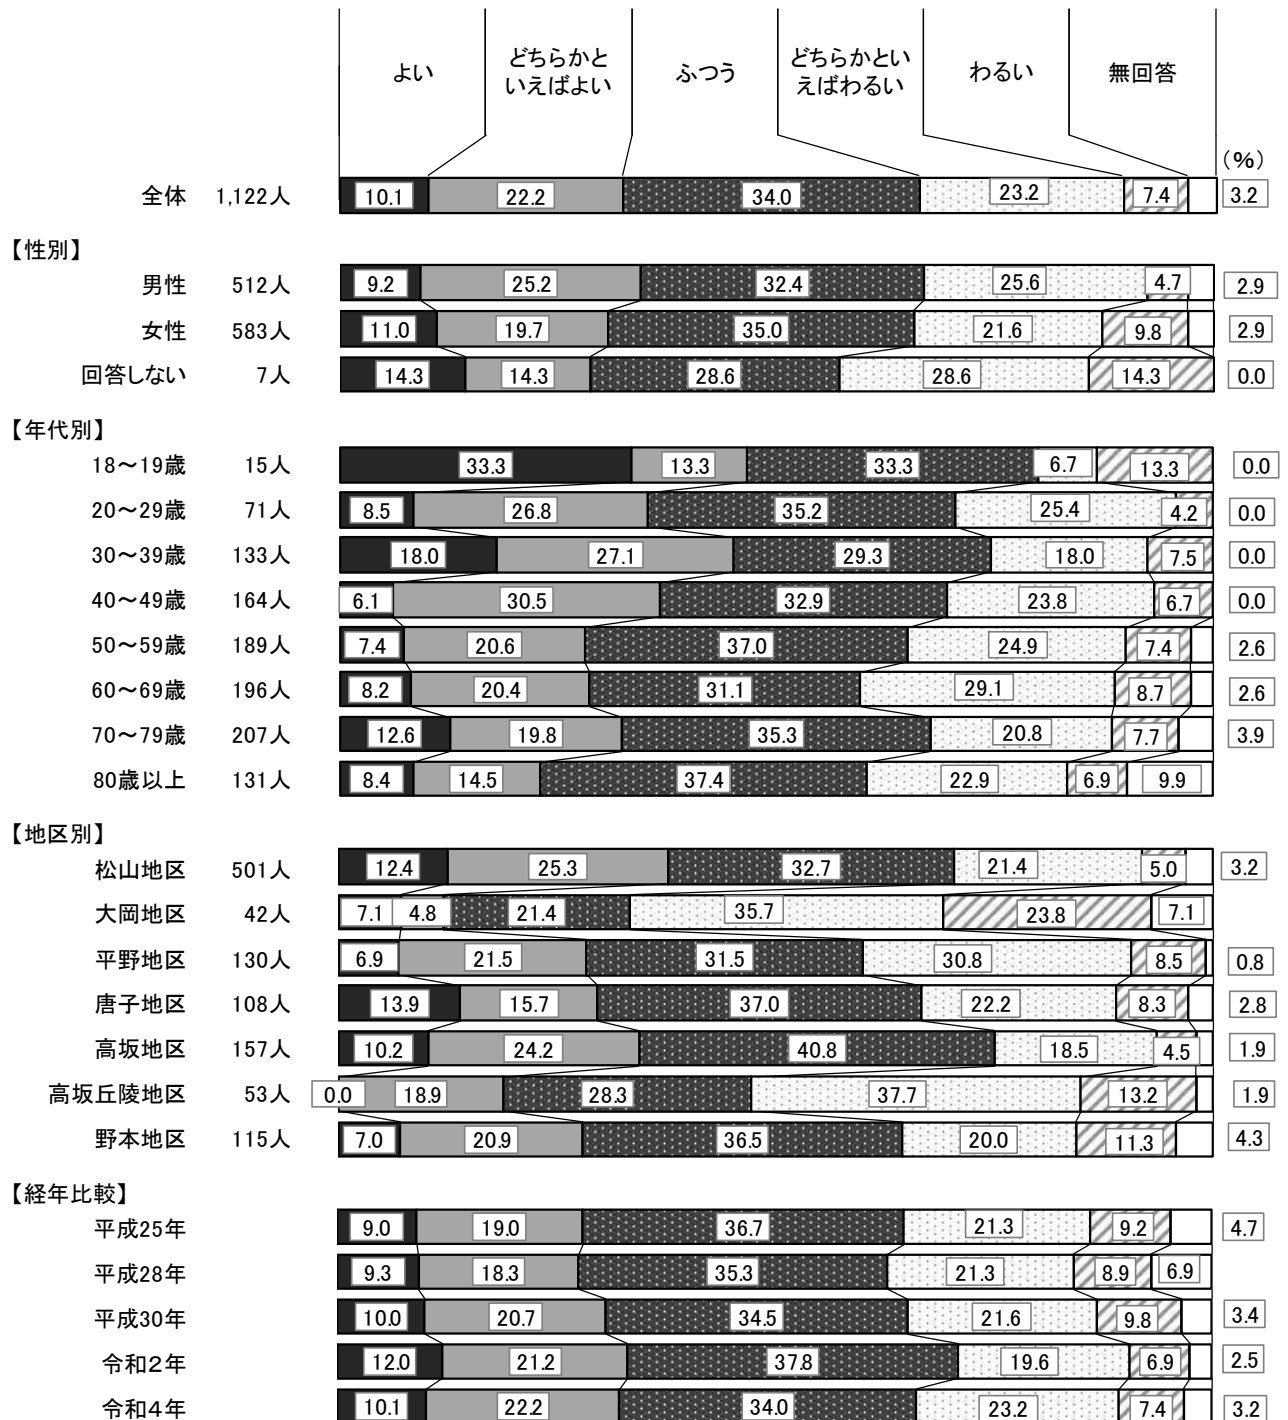 よい
どちらかと
いえばよい
ふつう
どちらかとい
えばわるい
わるい
無回答
(%)
全体 1,122人 10.1 22.2 34.0 23.2 7.4 3.2
【性別】
男性 512人 9.2 25.2 32.4 25.6 4.7 2.9
女性 583人 11.0 19.7 35.0 21.6 9.8 2.9
回答しない 7人 14.3 14.3 28.6 28.6 14.3 0.0
【年代別】
18～19歳 15人 33.3 13.3 33.3 6.7 13.3 0.0
20～29歳 71人 8.5 26.8 35.2 25.4 4.2 0.0
30～39歳 133人 18.0 27.1 29.3 18.0 7.5 0.0
40～49歳 164人 6.1 30.5 32.9 23.8 6.7 0.0
50～59歳 189人 7.4 20.6 37.0 24.9 7.4 2.6
60～69歳 196人 8.2 20.4 31.1 29.1 8.7 2.6
70～79歳 207人 12.6 19.8 35.3 20.8 7.7 3.9
80歳以上 131人 8.4 14.5 37.4 22.9 6.9 9.9
【地区別】
松山地区 501人 12.4 25.3 32.7 21.4 5.0 3.2
大岡地区 42人 7.1 4.8 21.4 35.7 23.8 7.1
平野地区 130人 6.9 21.5 31.5 30.8 8.5 0.8
唐子地区 108人 13.9 15.7 37.0 22.2 8.3 2.8
高坂地区 157人 10.2 24.2 40.8 18.5 4.5 1.9
高坂丘陵地区 53人 0.0 18.9 28.3 37.7 13.2 1.9
野本地区 115人 7.0 20.9 36.5 20.0 11.3 4.3
【経年比較】
平成25年 9.0 19.0 36.7 21.3 9.2 4.7
平成28年 9.3 18.3 35.3 21.3 8.9 6.9
平成30年 10.0 20.7 34.5 21.6 9.8 3.4
令和2年 12.0 21.2 37.8 19.6 6.9 2.5
令和4年 10.1 22.2 34.0 23.2 7.4 3.2